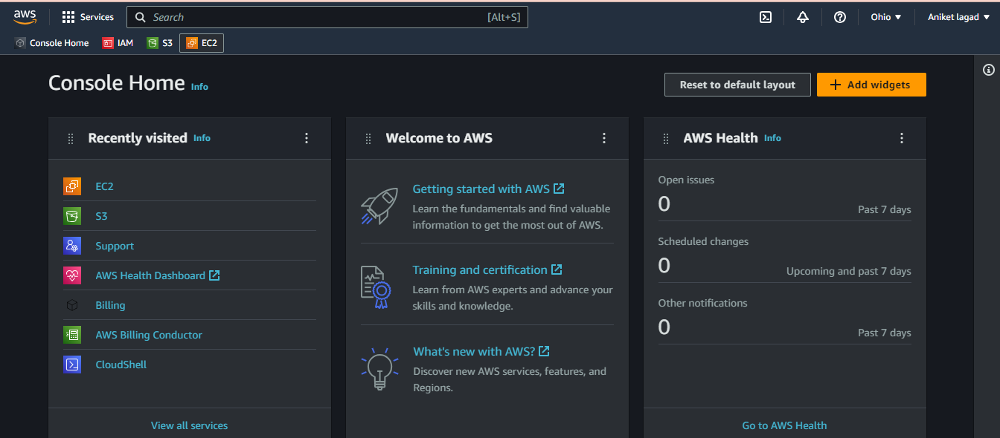 aws
Services
Search [Alt+S]
Ohio
Aniket lagad
Console Home
IAM
S3
EC2
Console Home Info
Reset to default layout
Add widgets
Recently visited Info
EC2
S3
Support
AWS Health Dashboard
Billing
AWS Billing Conductor
CloudShell
View all services
Welcome to AWS
Getting started with AWS
Learn the fundamentals and find valuable
information to get the most out of AWS.
Training and certification
Learn from AWS experts and advance your
skills and knowledge.
What's new with AWS?
Discover new AWS services, features, and
Regions.
AWS Health Info
Open issues
0 Past 7 days
Scheduled changes
0 Upcoming and past 7 days
Other notifications
0 Past 7 days
Go to AWS Health